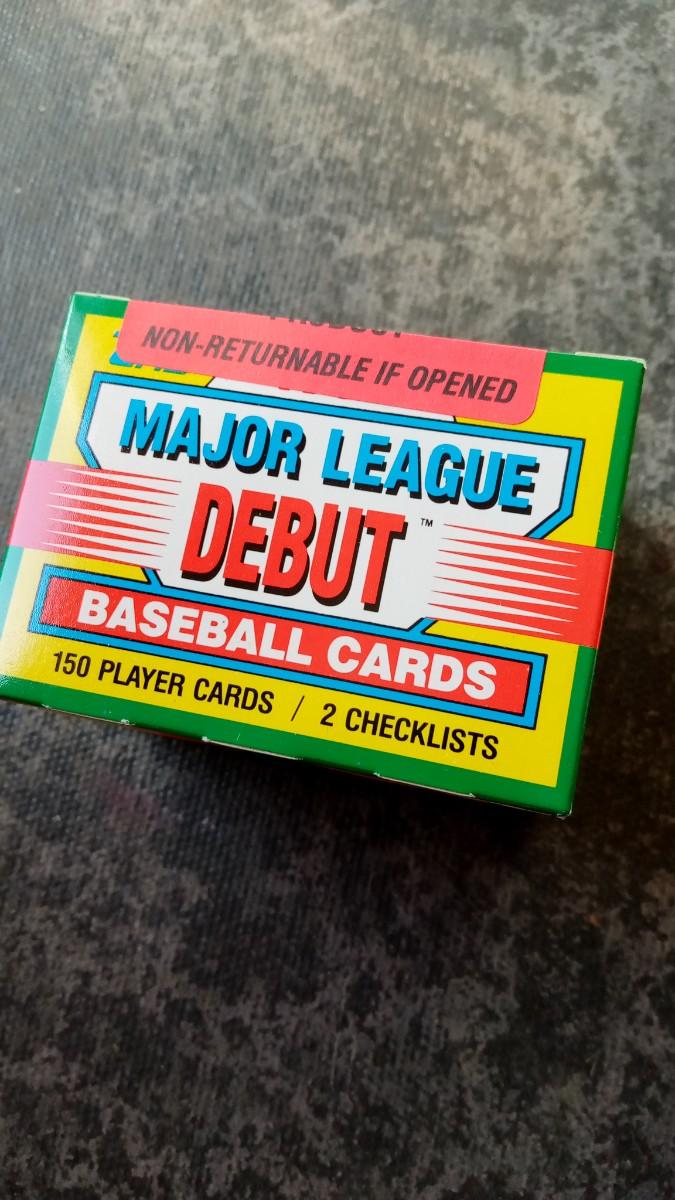 NON-RETURNABLE IF OPENED
MAJOR LEAGUE
DEBUT™
BASEBALL CARDS
150 PLAYER CARDS / 2 CHECKLISTS